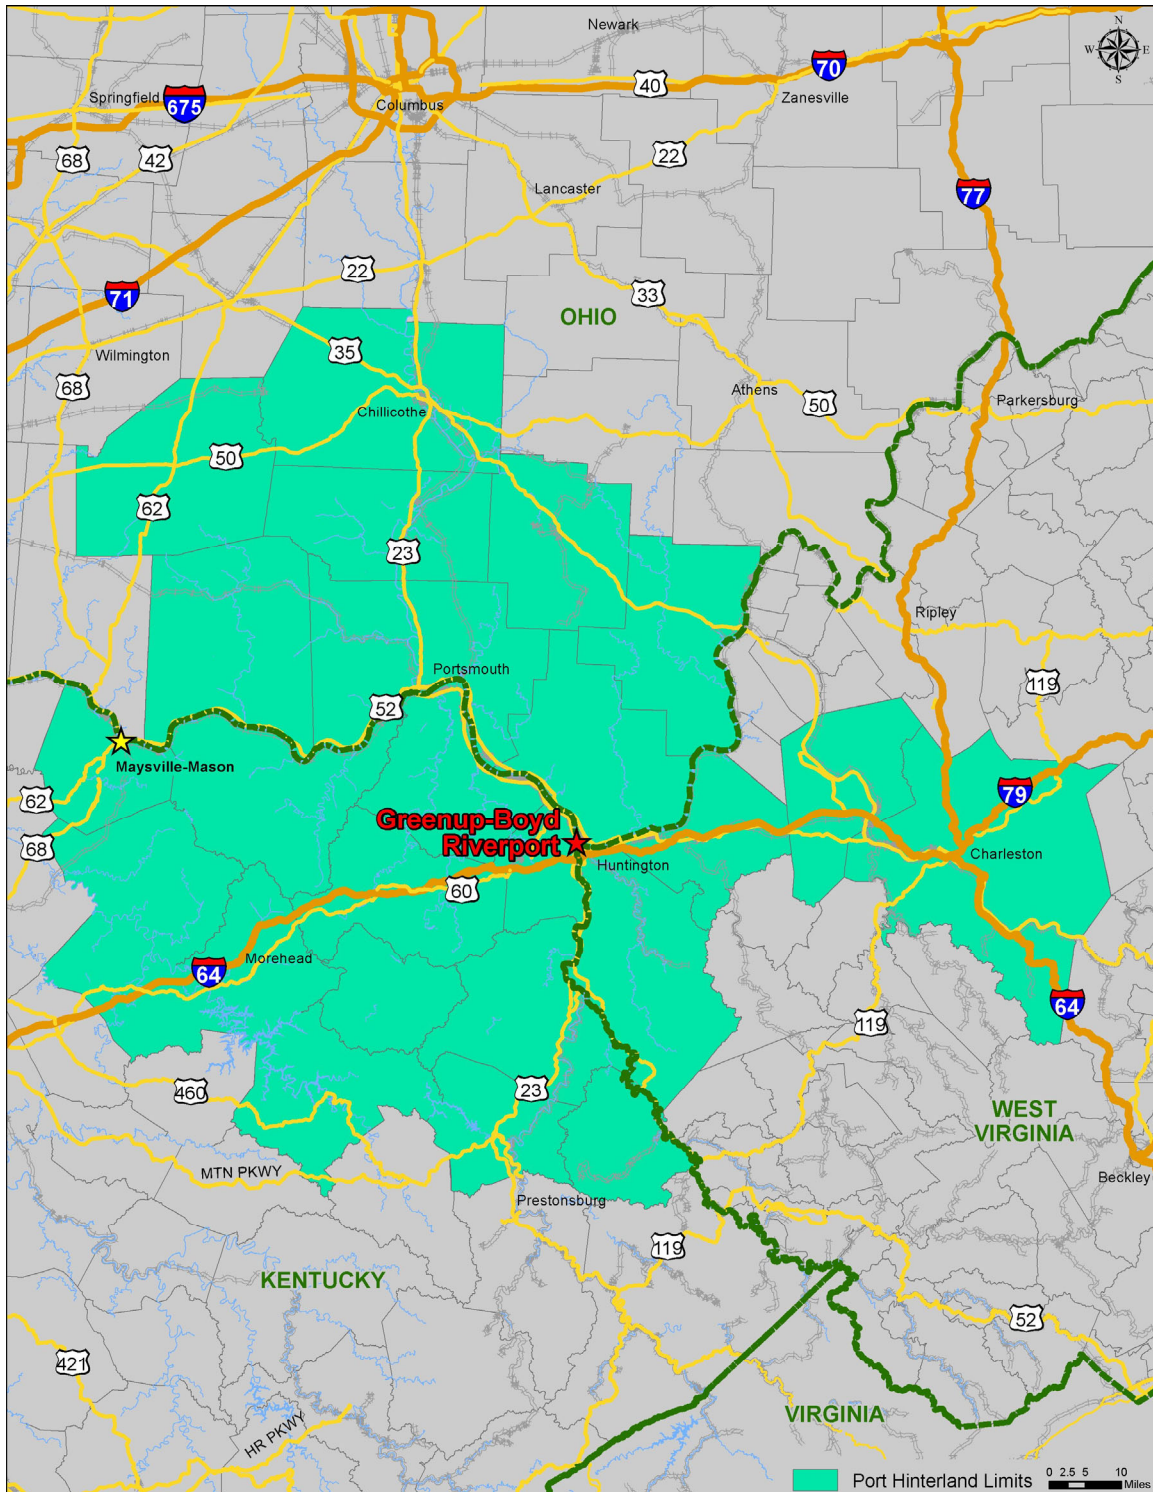 Newark
N
W E
S
70
40
Springfield
675
Columbus
Zanesville
68
42
22
Lancaster
77
22
71
33
OHIO
35
Wilmington
68
Athens
Parkersburg
50
Chillicothe
50
62
23
Ripley
Portsmouth
119
52
Maysville-Mason
62
79
Greenup-Boyd
Riverport
68
Charleston
Huntington
60
Morehead
64
64
119
23
460
WEST
VIRGINIA
MTN PKWY
Beckley
Prestonsburg
119
KENTUCKY
52
421
VIRGINIA
HR PKWY
Port Hinterland Limits
0 2.5 5 10
Miles